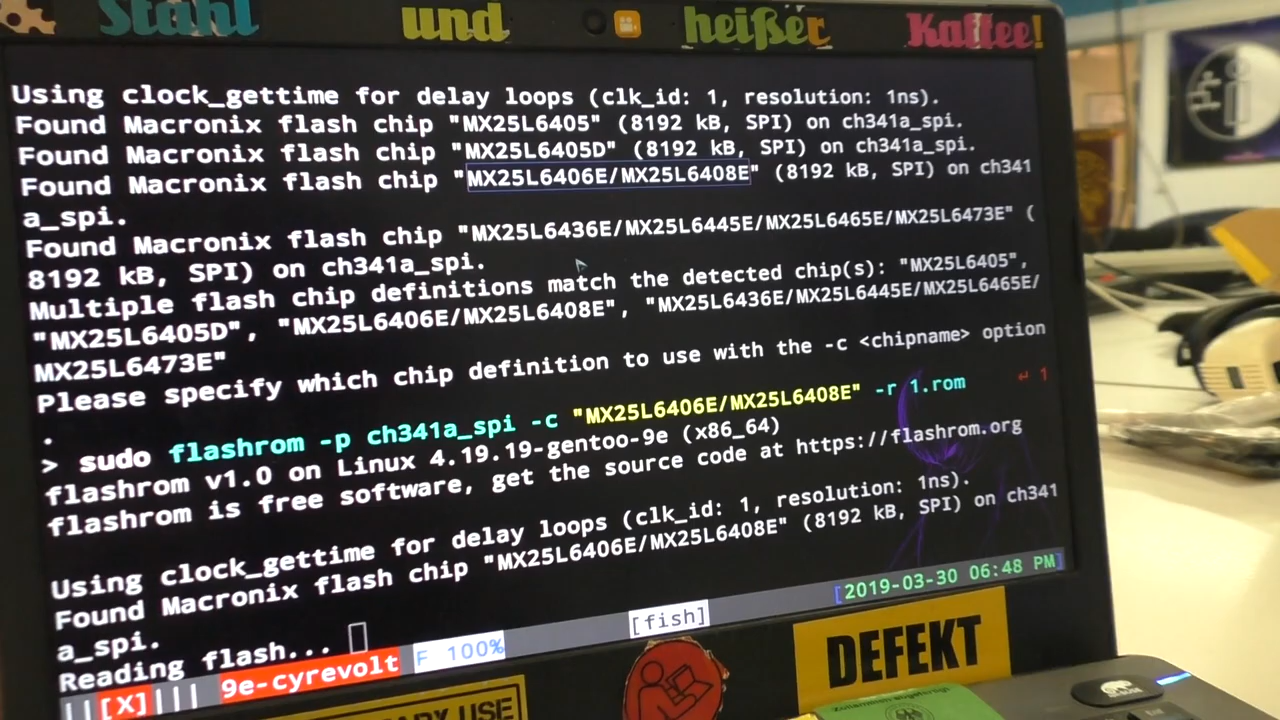 Stahl und heißer Kaffee!
Using clock_gettime for delay loops (clk_id: 1, resolution: 1ns).
Found Macronix flash chip "MX25L6405" (8192 kB, SPI) on ch341a_spi.
Found Macronix flash chip "MX25L6405D" (8192 kB, SPI) on ch341a_spi.
Found Macronix flash chip "MX25L6406E/MX25L6408E" (8192 kB, SPI) on ch341
a_spi.
Found Macronix flash chip "MX25L6436E/MX25L6445E/MX25L6465E/MX25L6473E" (
8192 kB, SPI) on ch341a_spi.
Multiple flash chip definitions match the detected chip(s): "MX25L6405",
"MX25L6405D", "MX25L6406E/MX25L6408E", "MX25L6436E/MX25L6445E/MX25L6465E/
MX25L6473E"
Please specify which chip definition to use with the -c <chipname> option
.
> sudo flashrom -p ch341a_spi -c "MX25L6406E/MX25L6408E" -r 1.rom ↵ 1
flashrom v1.0 on Linux 4.19.19-gentoo-9e (x86_64)
flashrom is free software, get the source code at https://flashrom.org
Using clock_gettime for delay loops (clk_id: 1, resolution: 1ns).
Found Macronix flash chip "MX25L6406E/MX25L6408E" (8192 kB, SPI) on ch341
a_spi.
Reading flash...
||[X]||| 9e-cyrevolt F 100% [fish] [2019-03-30 06:48 PM]
USE
DEFEKT